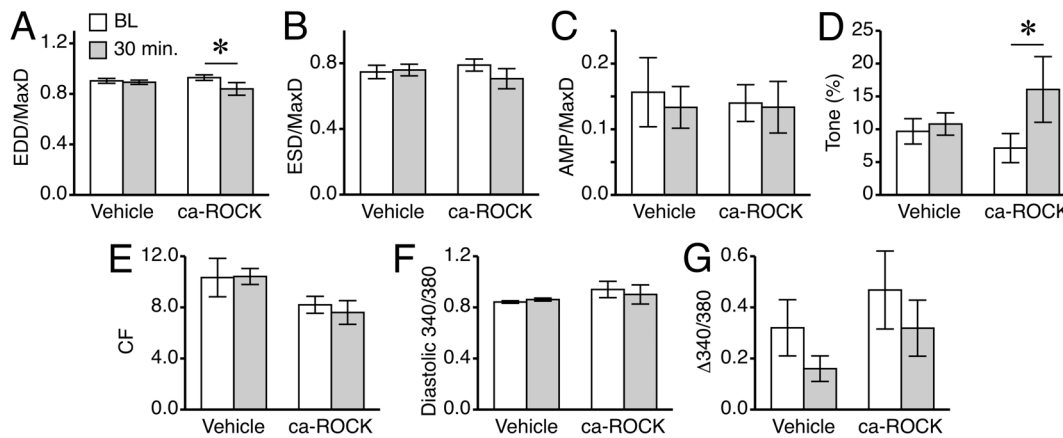 A
BL
30 min.
EDD/MaxD
1.2
0.8
0.4
0.0
*
Vehicle
ca-ROCK
B
ESD/MaxD
0.8
0.4
0.0
Vehicle
ca-ROCK
C
AMP/MaxD
0.2
0.1
0.0
Vehicle
ca-ROCK
D
Tone (%)
25
20
15
10
5
0
*
Vehicle
ca-ROCK
E
CF
12.0
8.0
4.0
0.0
Vehicle
ca-ROCK
F
Diastolic 340/380
1.2
0.8
0.4
0.0
Vehicle
ca-ROCK
G
Δ340/380
0.6
0.4
0.2
0.0
Vehicle
ca-ROCK